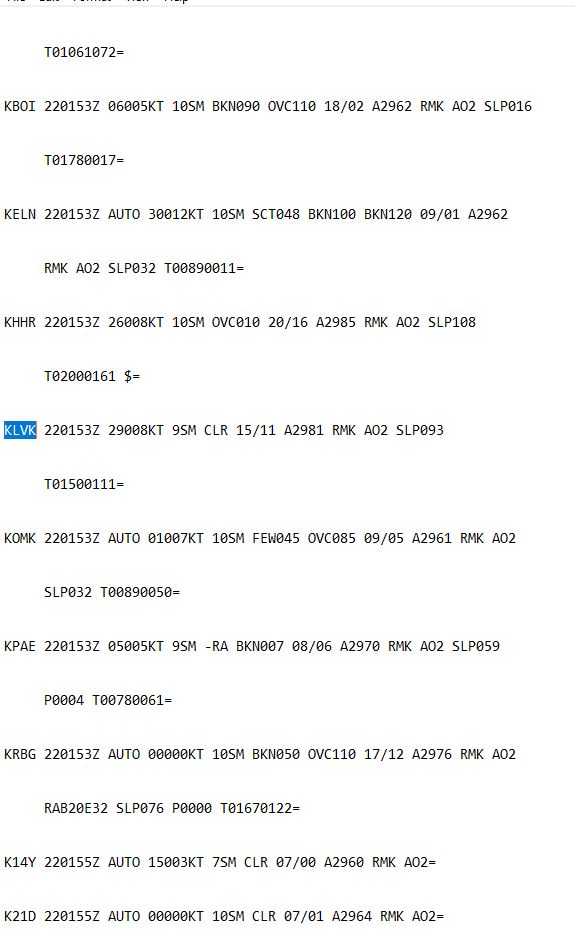 T01061072=
KBOI 220153Z 06005KT 10SM BKN090 OVC110 18/02 A2962 RMK AO2 SLP016
T01780017=
KELN 220153Z AUTO 30012KT 10SM SCT048 BKN100 BKN120 09/01 A2962
RMK AO2 SLP032 T00890011=
KHHR 220153Z 26008KT 10SM OVC010 20/16 A2985 RMK AO2 SLP108
T02000161 $=
KLVK 220153Z 29008KT 9SM CLR 15/11 A2981 RMK AO2 SLP093
T01500111=
KOMK 220153Z AUTO 01007KT 10SM FEW045 OVC085 09/05 A2961 RMK AO2
SLP032 T00890050=
KPAE 220153Z 05005KT 9SM -RA BKN007 08/06 A2970 RMK AO2 SLP059
P0004 T00780061=
KRBG 220153Z AUTO 00000KT 10SM BKN050 OVC110 17/12 A2976 RMK AO2
RAB20E32 SLP076 P0000 T01670122=
K14Y 220155Z AUTO 15003KT 7SM CLR 07/00 A2960 RMK AO2=
K21D 220155Z AUTO 00000KT 10SM CLR 07/01 A2964 RMK AO2=